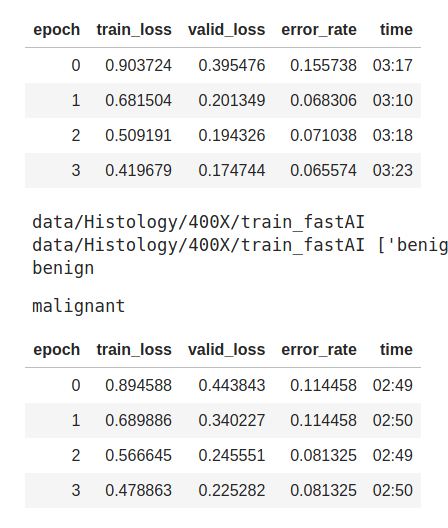 epoch train_loss valid_loss error_rate time
0 0.903724 0.395476 0.155738 03:17
1 0.681504 0.201349 0.068306 03:10
2 0.509191 0.194326 0.071038 03:18
3 0.419679 0.174744 0.065574 03:23
data/Histology/400X/train_fastAI
data/Histology/400X/train_fastAI ['benig
benign
malignant
epoch train_loss valid_loss error_rate time
0 0.894588 0.443843 0.114458 02:49
1 0.689886 0.340227 0.114458 02:50
2 0.566645 0.245551 0.081325 02:49
3 0.478863 0.225282 0.081325 02:50